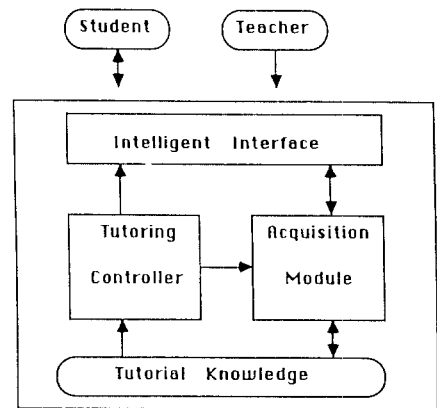 Student Teacher
Intelligent Interface
Tutoring Acquisition
Controller Module
Tutorial Knowledge